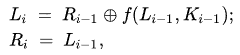 L_i = R_{i−1} ⊕ f(L_{i−1}, K_{i−1});
R_i = L_{i−1},